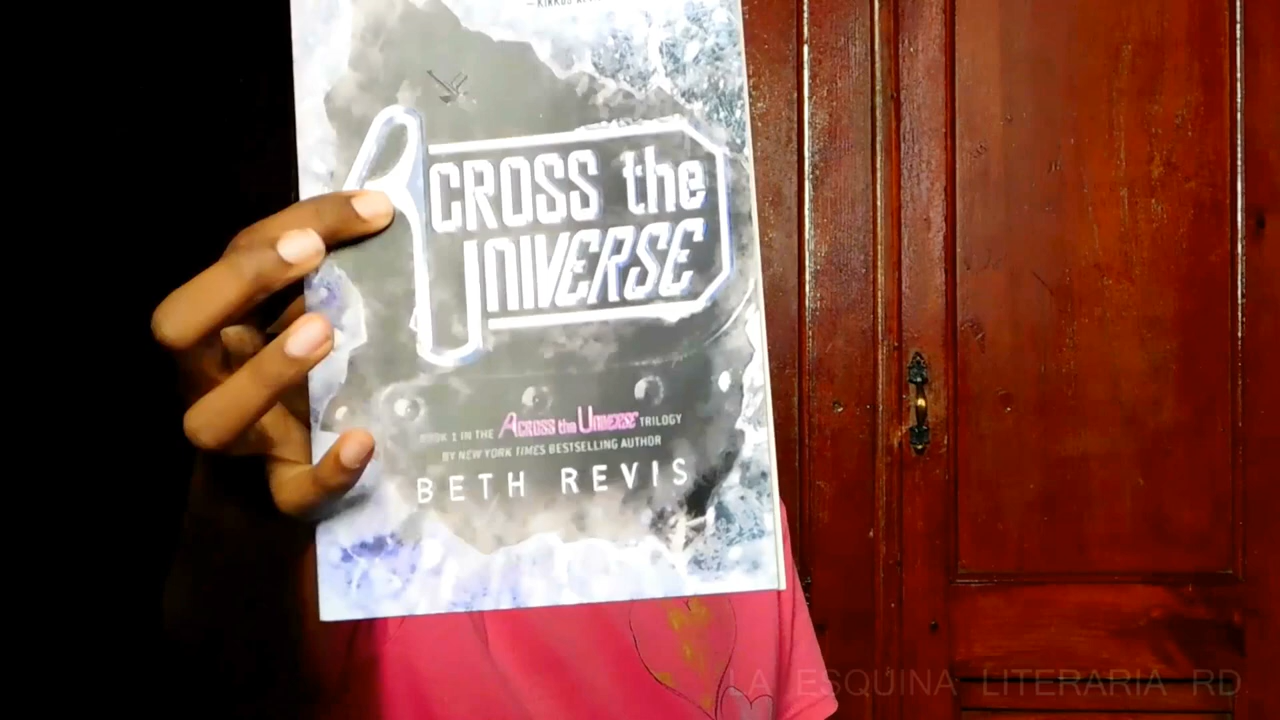 ACROSS the
UNIVERSE
BOOK 1 IN THE ACROSS the UNIVERSE TRILOGY
BY NEW YORK TIMES BESTSELLING AUTHOR
BETH REVIS
LA ESQUINA LITERARIA RD